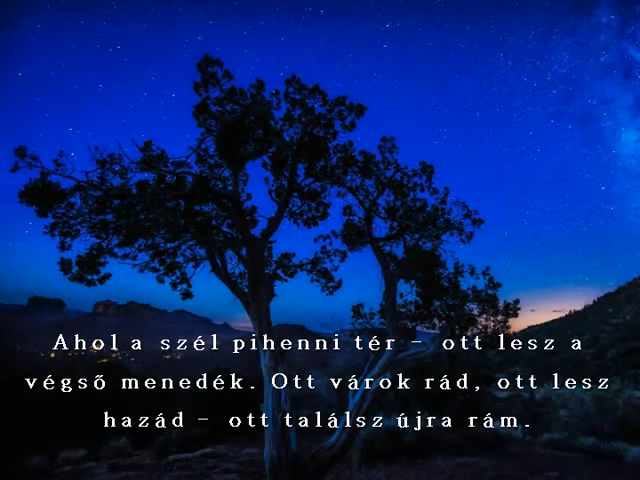 Ahol a szél pihenni tér - ott lesz a
végső menedék. Ott várok rád, ott lesz
hazád - ott találsz újra rám.